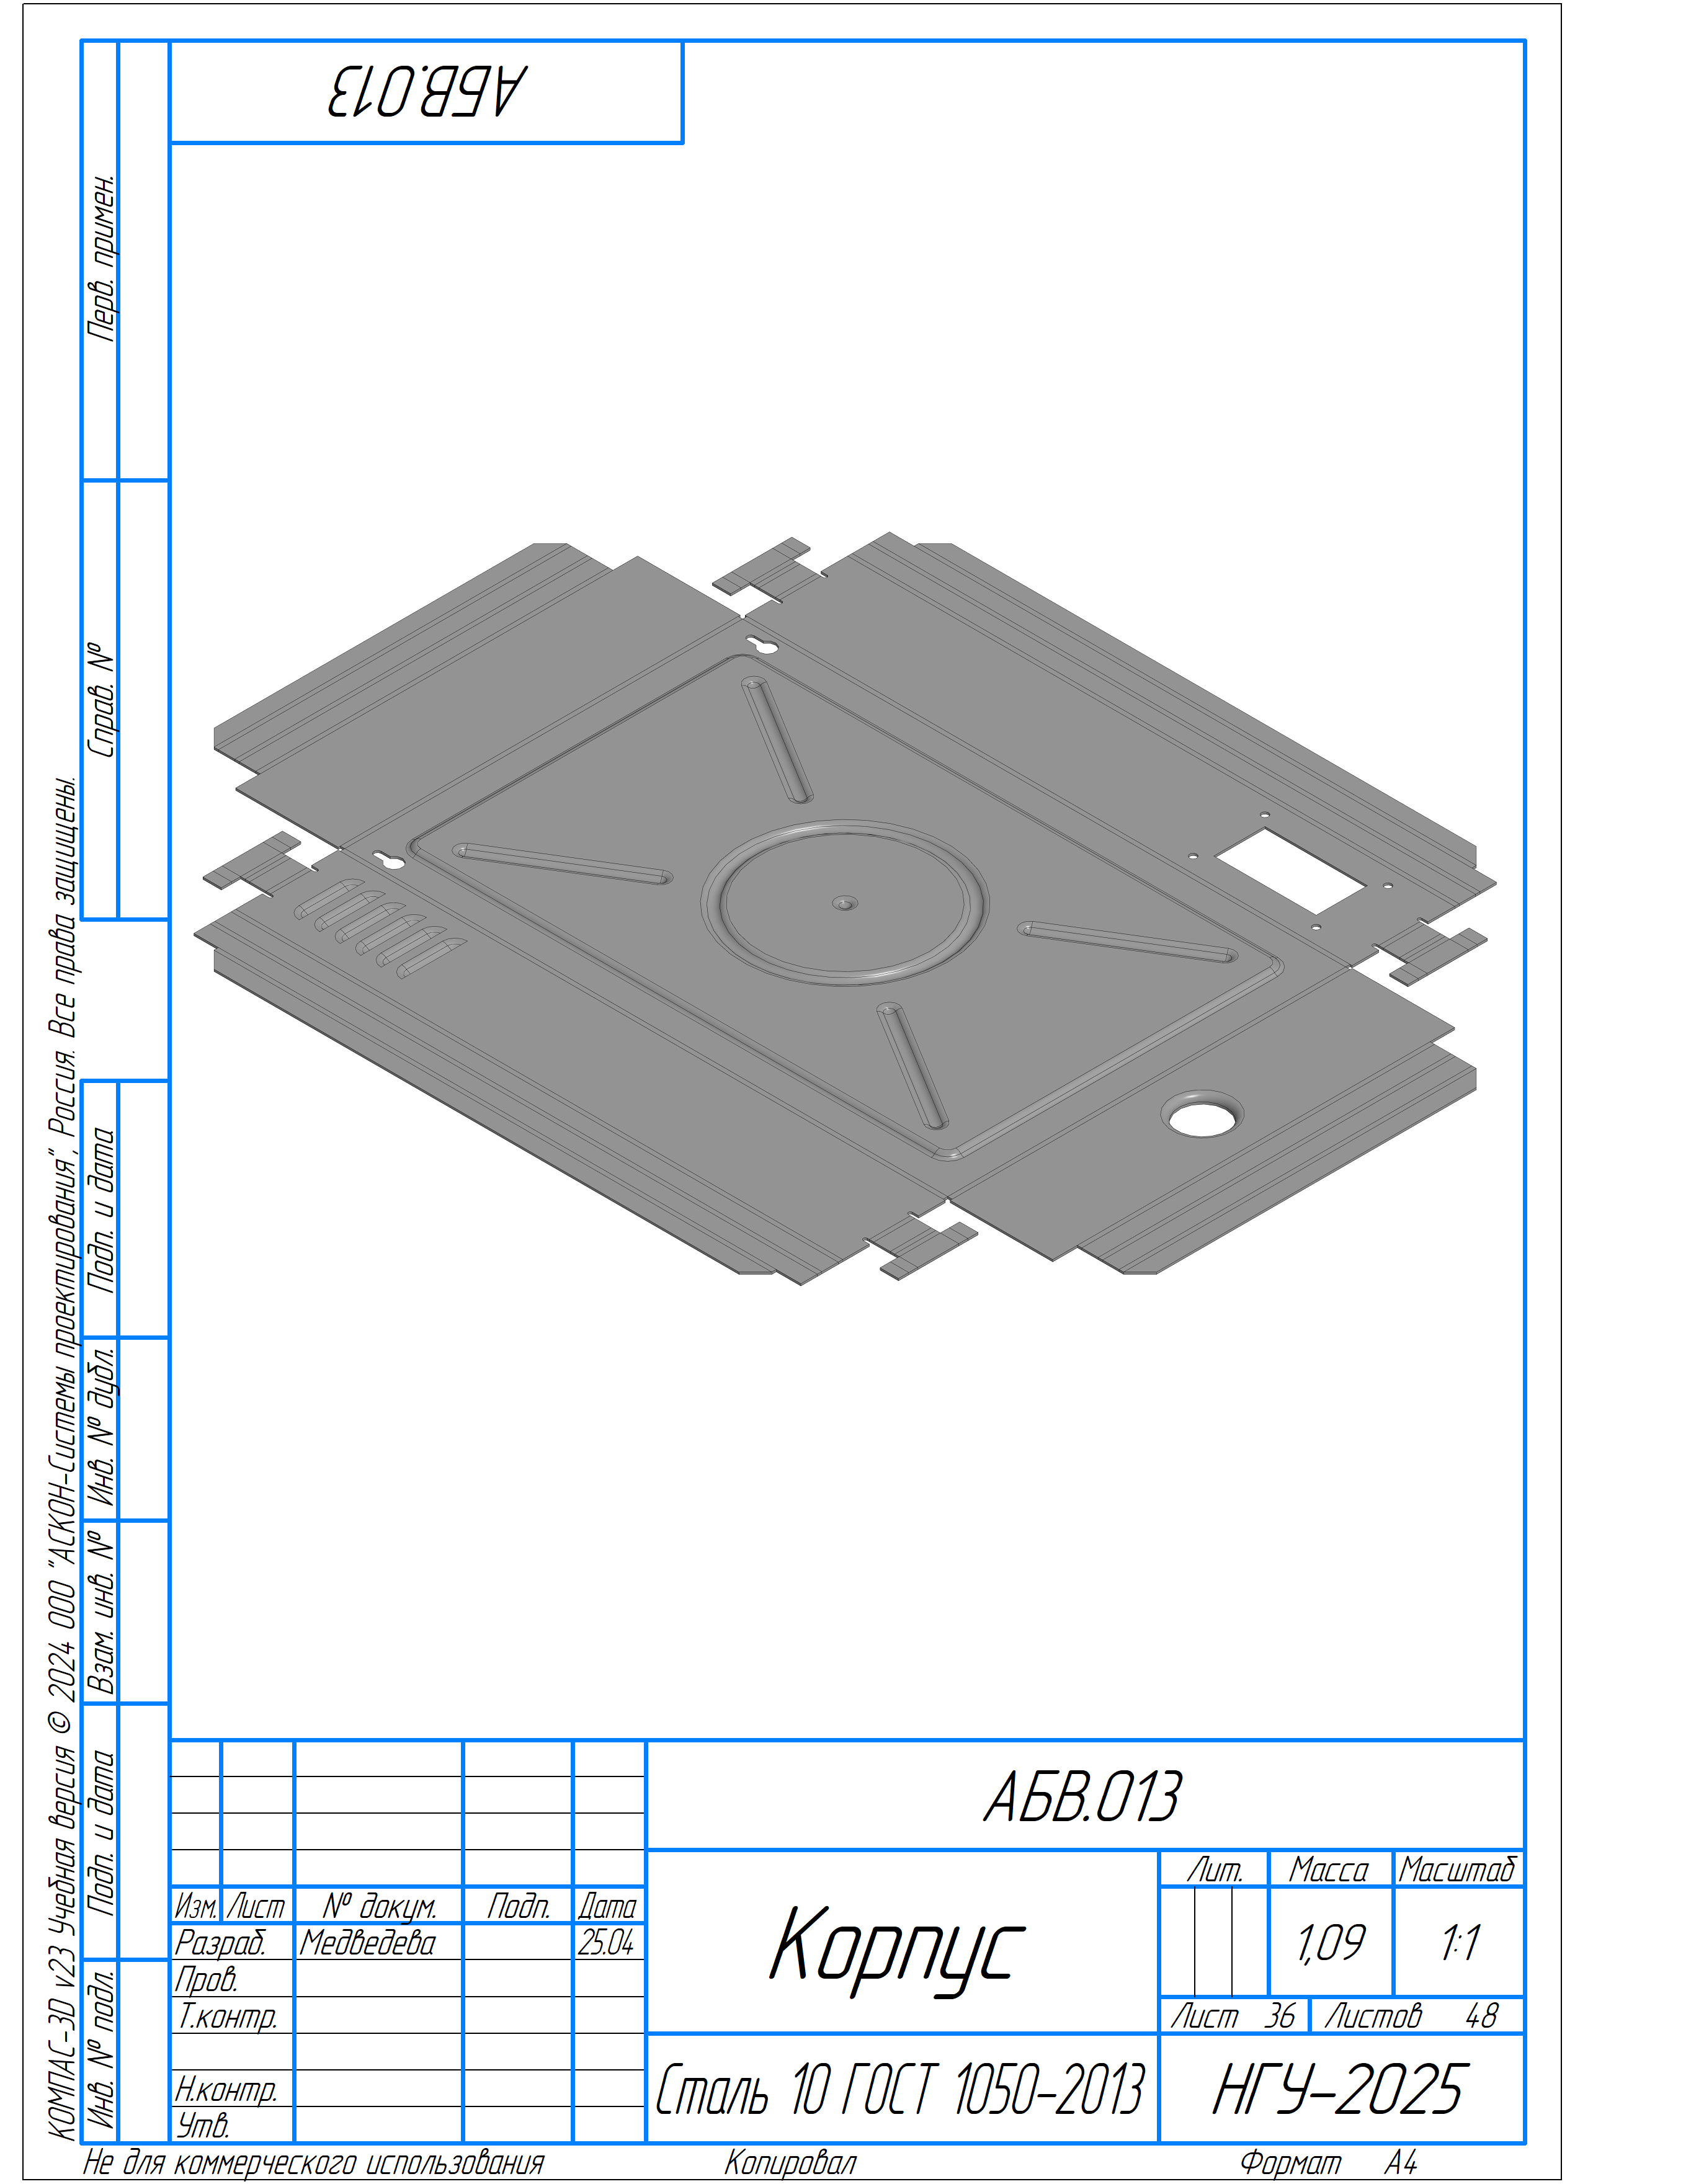 АБВ.013
Перв. примен.
Справ. №
Подп. и дата
Инв. № дубл.
Взам. инв. №
Подп. и дата
Инв. № подл.
КОМПАС-3D v23 Учебная версия © 2024 ООО "АСКОН-Системы проектирования", Россия. Все права защищены.
АБВ.013
Лит. Масса Масштаб
Изм. Лист № докум. Подп. Дата
Разраб. Медведева 25.04
Корпус
1,09 1:1
Пров.
Т.контр.
Лист 36 Листов 48
Н.контр.
Сталь 10 ГОСТ 1050-2013
НГУ-2025
Утв.
Не для коммерческого использования Копировал Формат А4